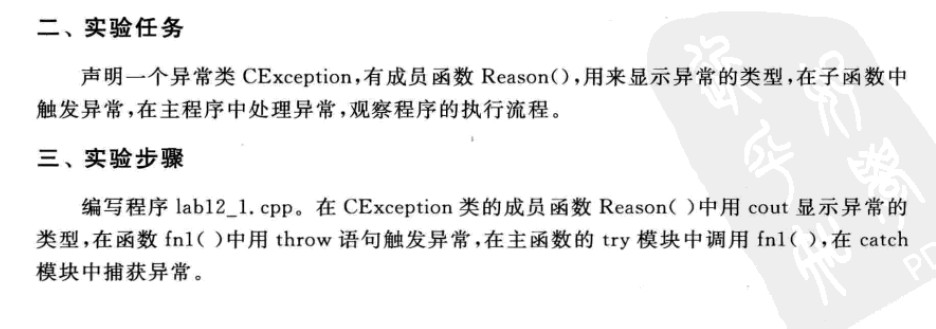 二、实验任务
声明一个异常类 CException,有成员函数 Reason(),用来显示异常的类型,在子函数中
触发异常,在主程序中处理异常,观察程序的执行流程。
三、实验步骤
编写程序 lab12_1.cpp。在 CException 类的成员函数 Reason( )中用 cout 显示异常的
类型,在函数 fn1( )中用 throw 语句触发异常,在主函数的 try 模块中调用 fn1( ),在 catch
模块中捕获异常。
PD